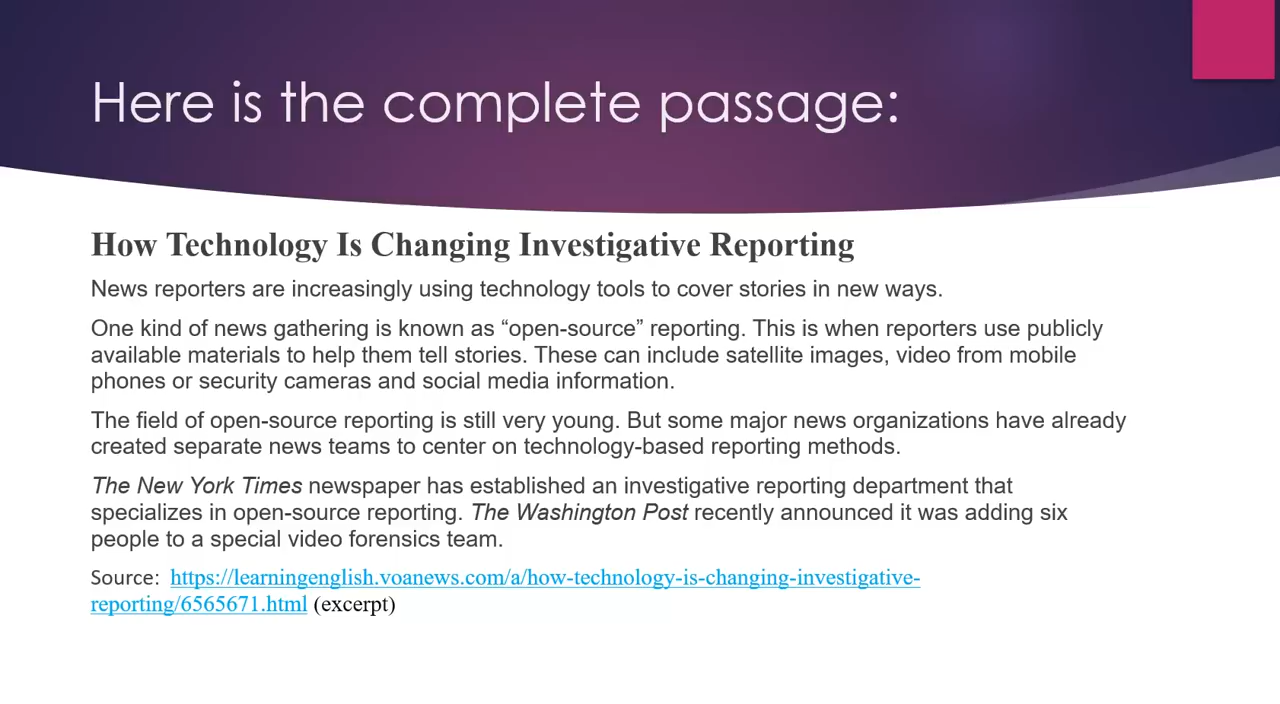 Here is the complete passage:
How Technology Is Changing Investigative Reporting
News reporters are increasingly using technology tools to cover stories in new ways.
One kind of news gathering is known as “open-source” reporting. This is when reporters use publicly
available materials to help them tell stories. These can include satellite images, video from mobile
phones or security cameras and social media information.
The field of open-source reporting is still very young. But some major news organizations have already
created separate news teams to center on technology-based reporting methods.
The New York Times newspaper has established an investigative reporting department that
specializes in open-source reporting. The Washington Post recently announced it was adding six
people to a special video forensics team.
Source: https://learningenglish.voanews.com/a/how-technology-is-changing-investigative-
reporting/6565671.html (excerpt)